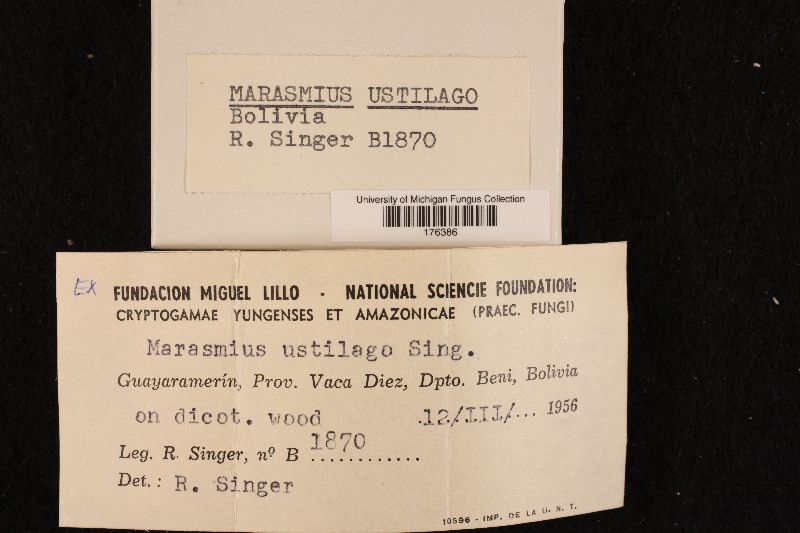 MARASMIUS USTILAGO
Bolivia
R. Singer B1870
University of Michigan Fungus Collection
176386
EX
FUNDACION MIGUEL LILLO - NATIONAL SCIENCIE FOUNDATION:
CRYPTOGAMAE YUNGENSES ET AMAZONICAE (PRAEC. FUNGI)
Marasmius ustilago Sing.
Guayaramerín, Prov. Vaca Diez, Dpto. Beni, Bolivia
on dicot. wood .12/III/... 1956
Leg. R. Singer, nº B 1870
Det.: R. Singer
10596 - IMP. DE LA U. N. T.